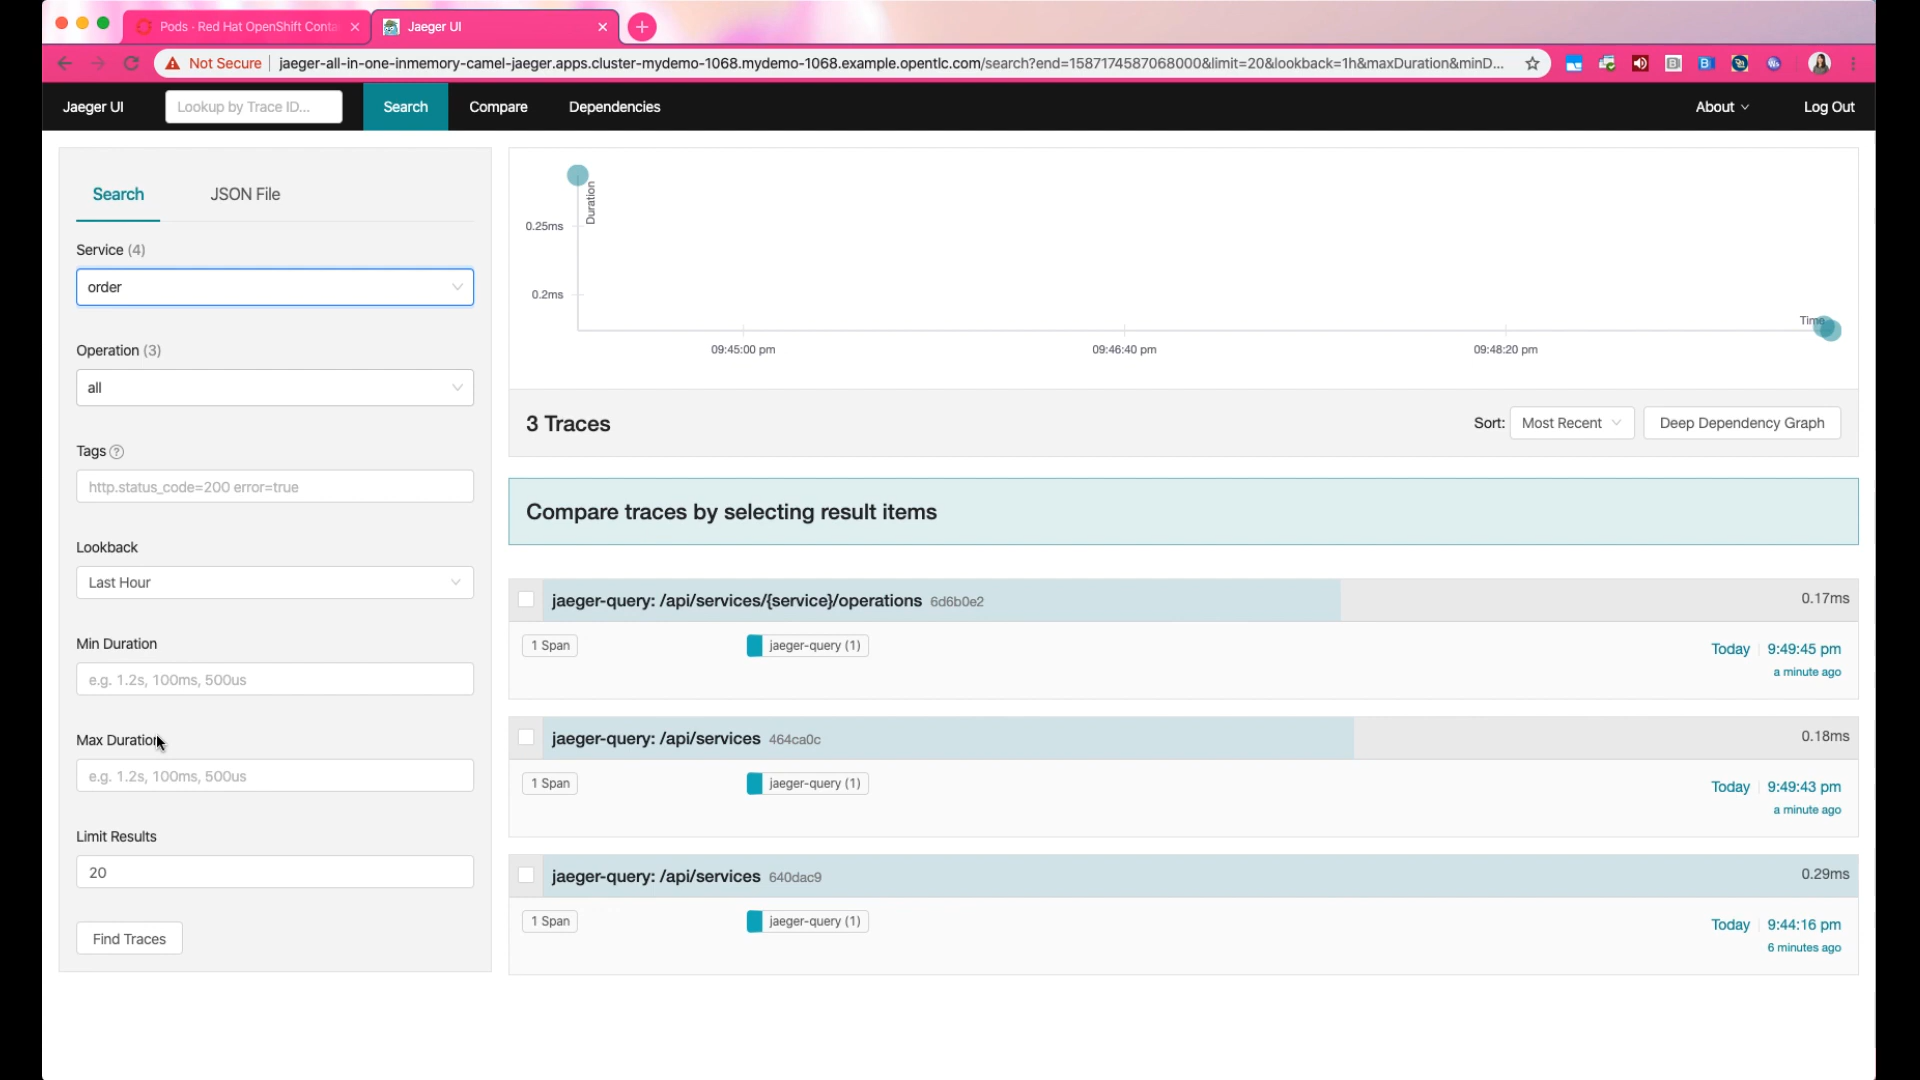 Pods · Red Hat OpenShift Conta
Jaeger UI
Not Secure
jaeger-all-in-one-inmemory-camel-jaeger.apps.cluster-mydemo-1068.mydemo-1068.example.opentlc.com/search?end=1587174587068000&limit=20&lookback=1h&maxDuration&minD...
Jaeger UI
Lookup by Trace ID...
Search
Compare
Dependencies
About
Log Out
Search
JSON File
Service (4)
order
Operation (3)
all
Tags
http.status_code=200 error=true
Lookback
Last Hour
Min Duration
e.g. 1.2s, 100ms, 500us
Max Duration
e.g. 1.2s, 100ms, 500us
Limit Results
20
Find Traces
Duration
0.25ms
0.2ms
Time
09:45:00 pm
09:46:40 pm
09:48:20 pm
3 Traces
Sort:
Most Recent
Deep Dependency Graph
Compare traces by selecting result items
jaeger-query: /api/services/{service}/operations 6d6b0e2
0.17ms
1 Span
jaeger-query (1)
Today
9:49:45 pm
a minute ago
jaeger-query: /api/services 464ca0c
0.18ms
1 Span
jaeger-query (1)
Today
9:49:43 pm
a minute ago
jaeger-query: /api/services 640dac9
0.29ms
1 Span
jaeger-query (1)
Today
9:44:16 pm
6 minutes ago